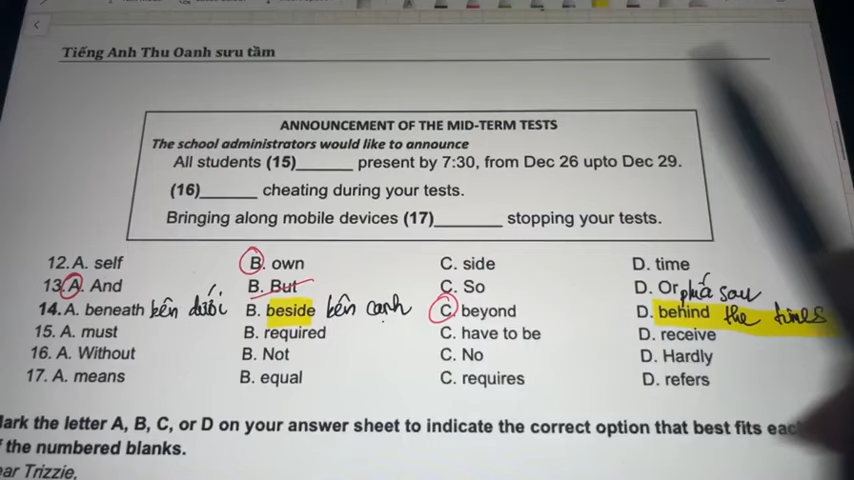 Tiếng Anh Thu Oanh sưu tầm
ANNOUNCEMENT OF THE MID-TERM TESTS
The school administrators would like to announce
All students (15)______ present by 7:30, from Dec 26 upto Dec 29.
(16)______ cheating during your tests.
Bringing along mobile devices (17)_______ stopping your tests.
12. A. self B. own C. side D. time
13. A. And B. But C. So D. Or phía sau
14. A. beneath bên dưới B. beside bên cạnh C. beyond D. behind the times
15. A. must B. required C. have to be D. receive
16. A. Without B. Not C. No D. Hardly
17. A. means B. equal C. requires D. refers
the letter A, B, C, or D on your answer sheet to indicate the correct option that best fits
the numbered blanks.
Trizzie,